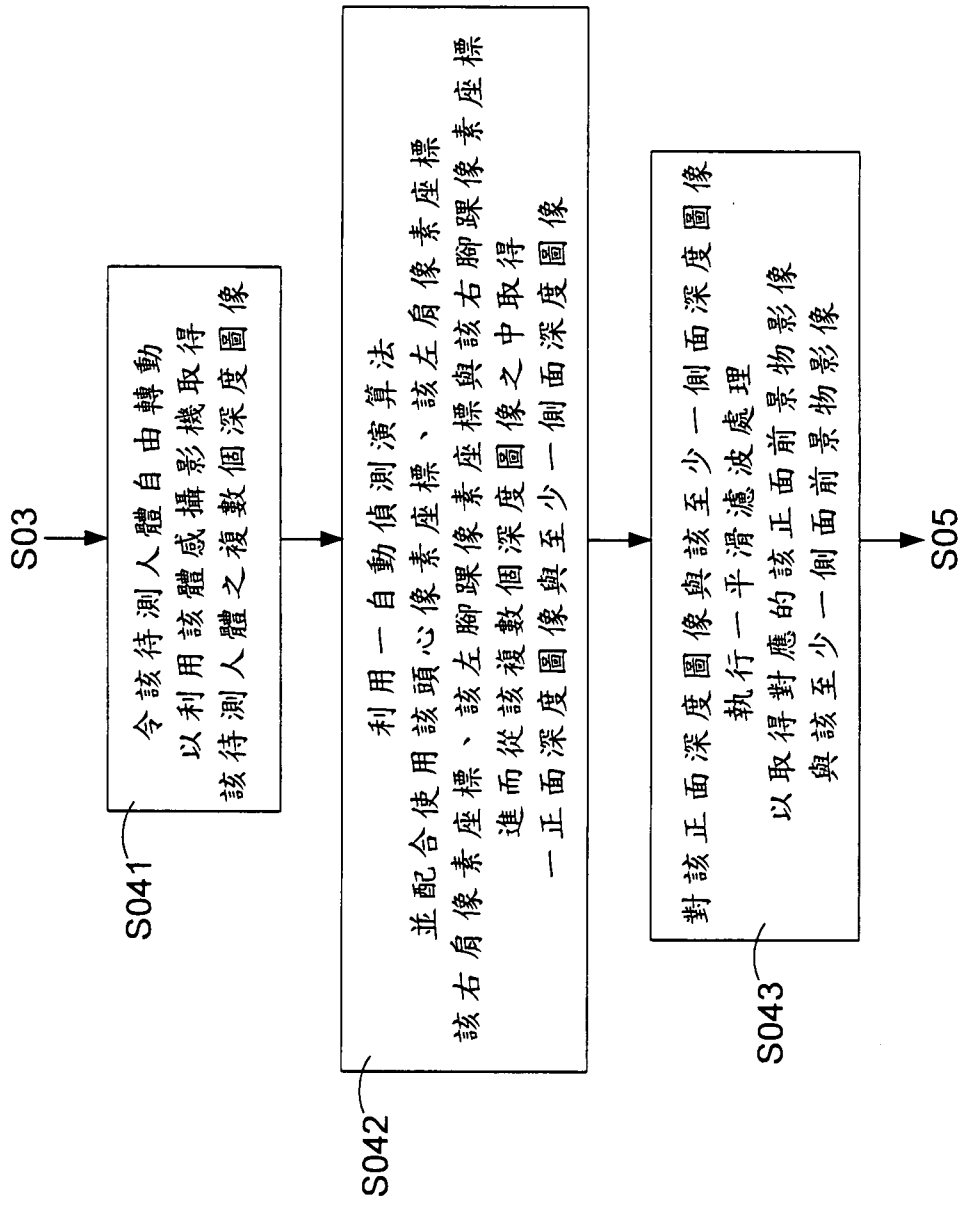 S03
令該待測人體自由轉動
以利用該體感攝影機取得
該待測人體之複數個深度圖像
S041
利用一自動偵測演算法
並配合使用該頭心像素座標、該左肩像素座標
該右肩像素座標、該左腳踝像素座標與該右腳踝像素座標
進而從該複數個深度圖像之中取得
一正面深度圖像與至少一側面深度圖像
S042
對該正面深度圖像與該至少一側面深度圖像
執行一平滑濾波處理
以取得對應的該正面前景物影像
與該至少一側面前景物影像
S043
S05